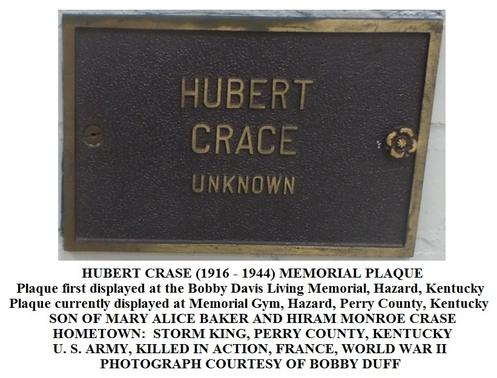 HUBERT
CRACE
UNKNOWN
HUBERT CRASE (1916 - 1944) MEMORIAL PLAQUE
Plaque first displayed at the Bobby Davis Living Memorial, Hazard, Kentucky
Plaque currently displayed at Memorial Gym, Hazard, Perry County, Kentucky
SON OF MARY ALICE BAKER AND HIRAM MONROE CRASE
HOMETOWN:  STORM KING, PERRY COUNTY, KENTUCKY
U. S. ARMY, KILLED IN ACTION, FRANCE, WORLD WAR II
PHOTOGRAPH COURTESY OF BOBBY DUFF